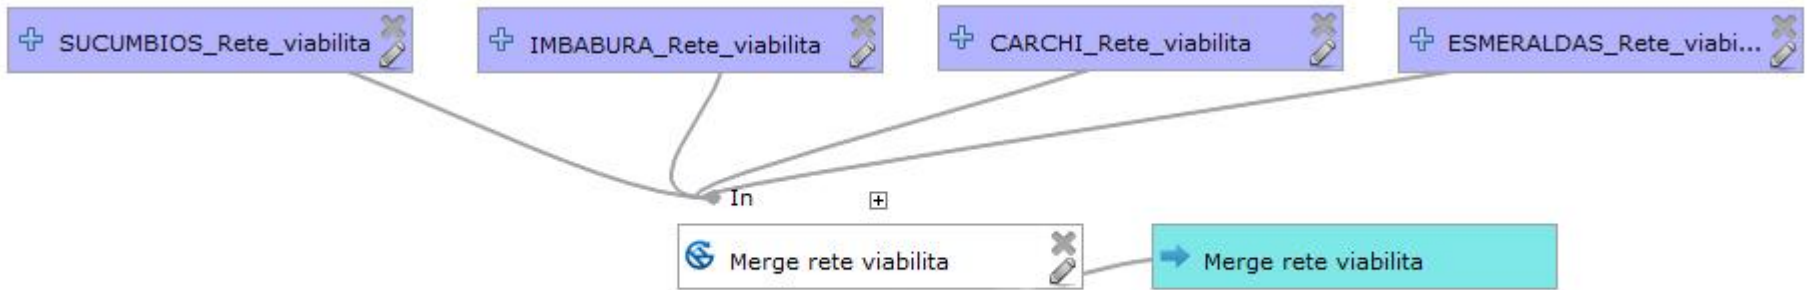 SUCUMBIOS_Rete_viabilita
IMBABURA_Rete_viabilita
CARCHI_Rete_viabilita
ESMERALDAS_Rete_viabi...
In
Merge rete viabilita
Merge rete viabilita